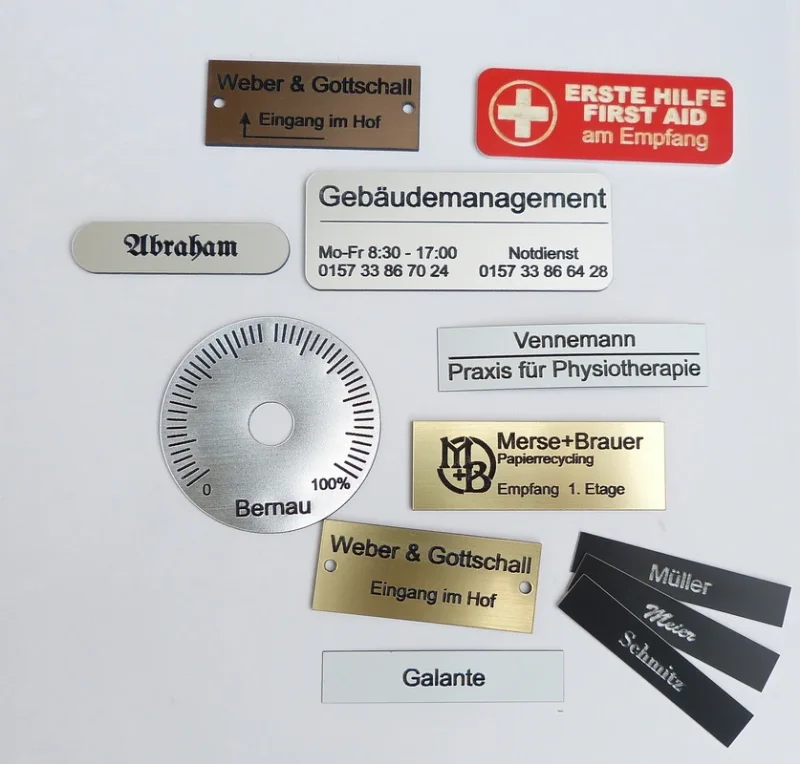 Weber & Gottschall
Eingang im Hof
ERSTE HILFE
FIRST AID
am Empfang
Gebäudemanagement
Mo-Fr 8:30 - 17:00
0157 33 86 70 24
Notdienst
0157 33 86 64 28
Abraham
Vennemann
Praxis für Physiotherapie
0
100%
Bernau
M+B
Merse+Brauer
Papierrecycling
Empfang 1. Etage
Weber & Gottschall
Eingang im Hof
Müller
Meier
Schmitz
Galante